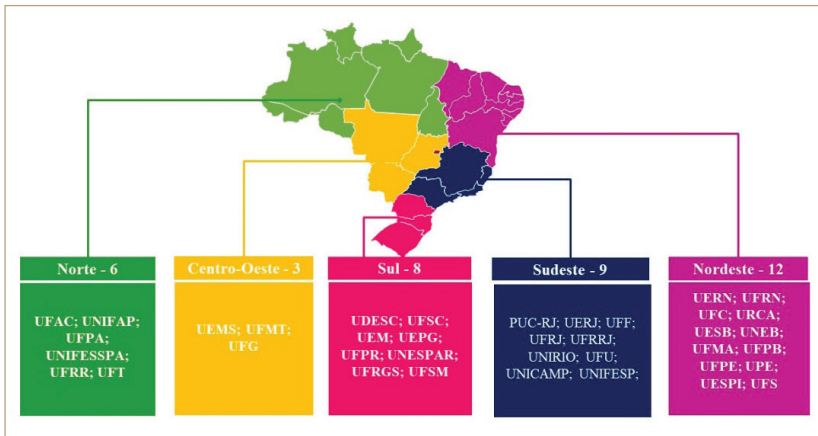 Norte - 6
UFAC; UNIFAP;
UFPA;
UNIFESSPA;
UFRR; UFT
Centro-Oeste - 3
UEMS; UFMT;
UFG
Sul - 8
UDESC; UFSC;
UEM; UEPG;
UFPR; UNESPAR;
UFRGS; UFSM
Sudeste - 9
PUC-RJ; UERJ; UFF;
UFRJ; UFRRJ;
UNIRIO; UFU;
UNICAMP; UNIFESP;
Nordeste - 12
UERN; UFRN;
UFC; URCA;
UESB; UNEB;
UFMA; UFPB;
UFPE; UPE;
UESPI; UFS